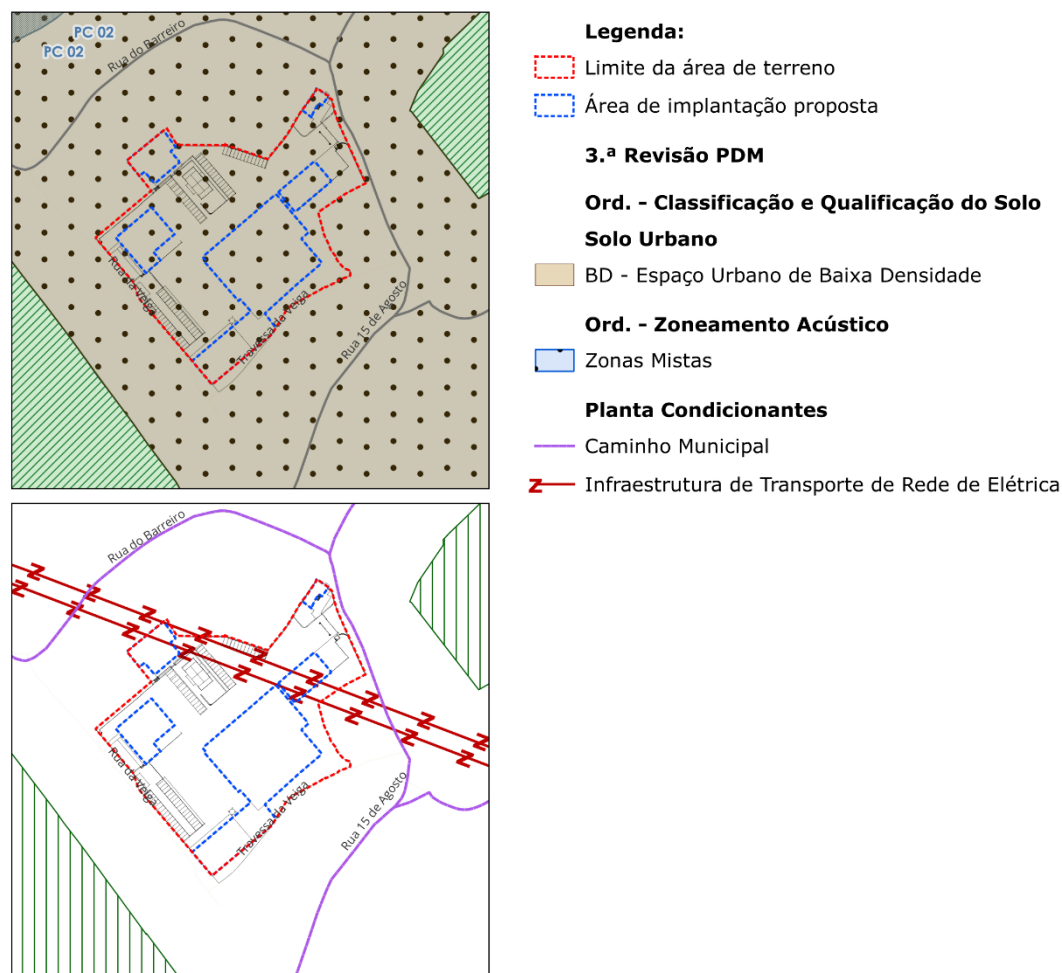 PC 02
PC 02
Rua do Barreiro
Rua da Veiga
Travessa da Veiga
Rua 15 de Agosto
Rua do Barreiro
Rua da Veiga
Travessa da Veiga
Rua 15 de Agosto
Legenda:
Limite da área de terreno
Área de implantação proposta
3.ª Revisão PDM
Ord. - Classificação e Qualificação do Solo
Solo Urbano
BD - Espaço Urbano de Baixa Densidade
Ord. - Zoneamento Acústico
Zonas Mistas
Planta Condicionantes
Caminho Municipal
Infraestrutura de Transporte de Rede de Elétrica